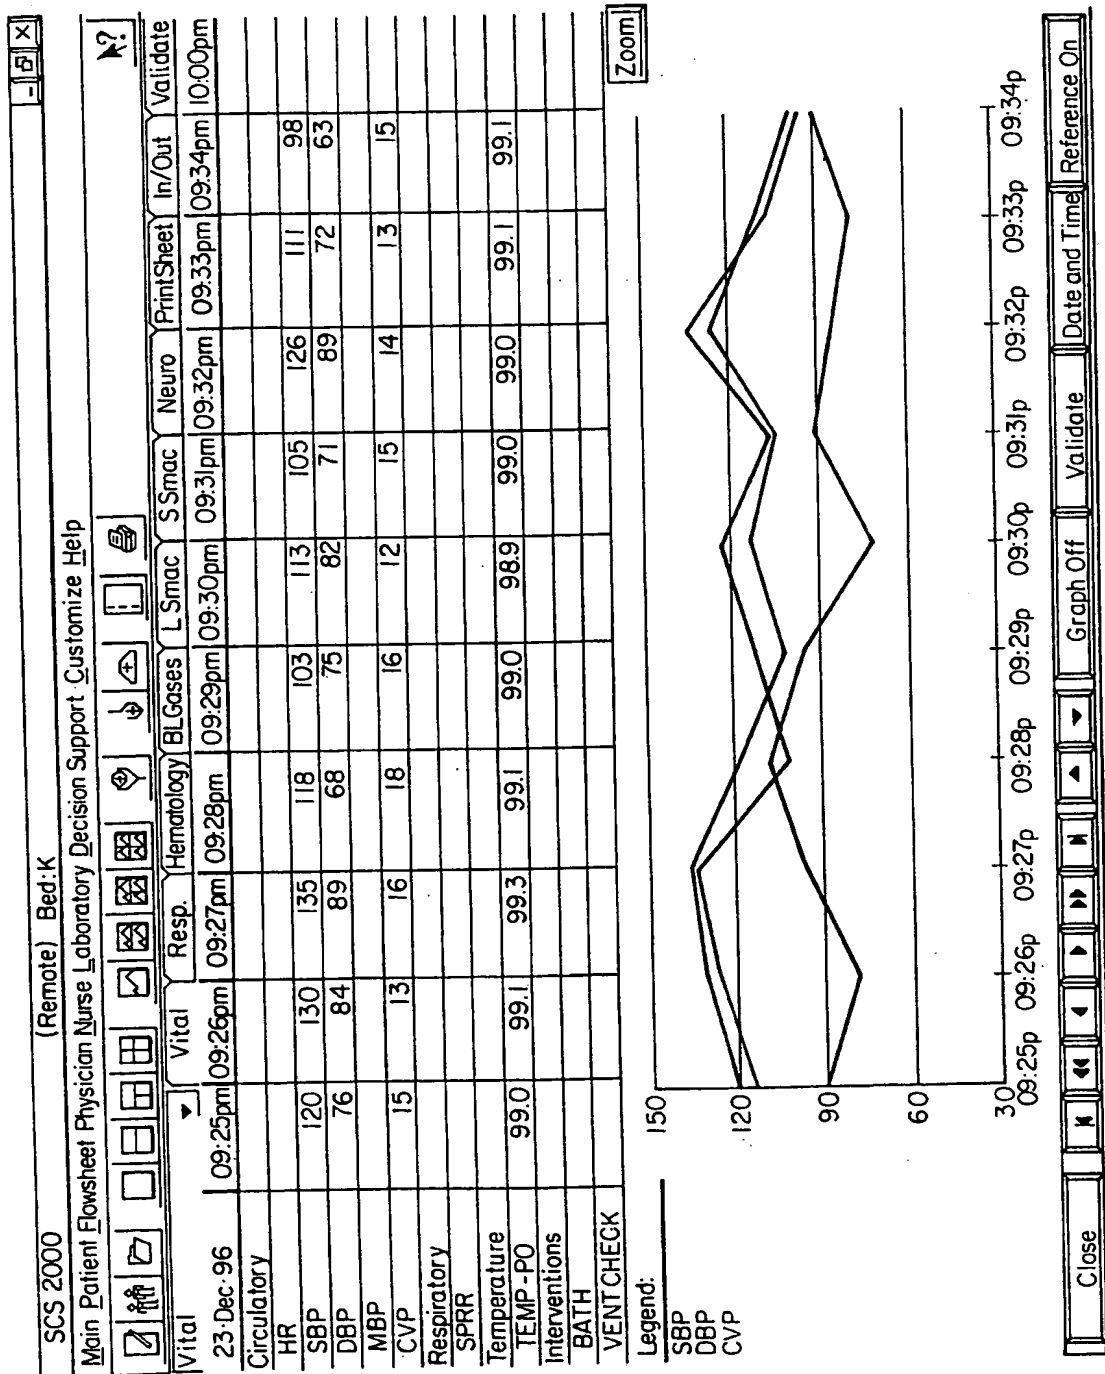 SCS 2000 (Remote) Bed:K
Main Patient Flowsheet Physician Nurse Laboratory Decision Support Customize Help
?
Vital Vital Resp. Hematology BLGases L Smac S Smac Neuro PrintSheet In/Out Validate
23·Dec·96 09:25pm 09:26pm 09:27pm 09:28pm 09:29pm 09:30pm 09:31pm 09:32pm 09:33pm 09:34pm 10:00pm
Circulatory
HR
SBP 120 130 135 118 103 113 105 126 111 98
DBP 76 84 89 68 75 82 71 89 72 63
MBP
CVP 15 13 16 18 16 12 15 14 13 15
Respiratory
SPRR
Temperature
TEMP-PO 99.0 99.1 99.3 99.1 99.0 98.9 99.0 99.0 99.1 99.1
Interventions
BATH
VENTCHECK
Zoom
Legend:
SBP
DBP
CVP
150
120
90
60
30
09:25p 09:26p 09:27p 09:28p 09:29p 09:30p 09:31p 09:32p 09:33p 09:34p
Close Graph Off Validate Date and Time Reference On